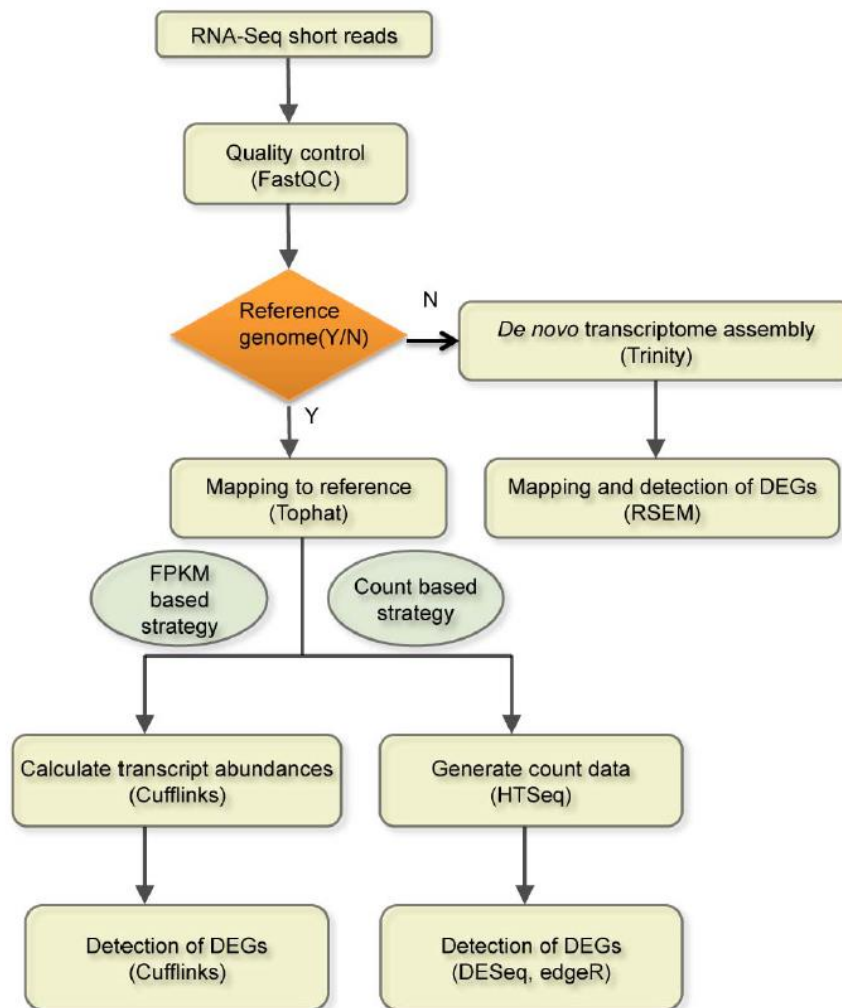 RNA-Seq short reads
Quality control
(FastQC)
Reference
genome(Y/N)
N
De novo transcriptome assembly
(Trinity)
Y
Mapping to reference
(Tophat)
Mapping and detection of DEGs
(RSEM)
FPKM
based
strategy
Count based
strategy
Calculate transcript abundances
(Cufflinks)
Generate count data
(HTSeq)
Detection of DEGs
(Cufflinks)
Detection of DEGs
(DESeq, edgeR)